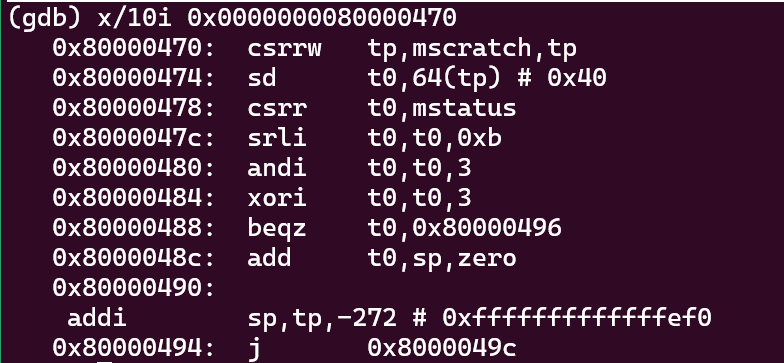 (gdb) x/10i 0x0000000080000470
   0x80000470:  csrrw   tp,mscratch,tp
   0x80000474:  sd      t0,64(tp) # 0x40
   0x80000478:  csrr    t0,mstatus
   0x8000047c:  srli    t0,t0,0xb
   0x80000480:  andi    t0,t0,3
   0x80000484:  xori    t0,t0,3
   0x80000488:  beqz    t0,0x80000496
   0x8000048c:  add     t0,sp,zero
   0x80000490:
    addi        sp,tp,-272 # 0xfffffffffffffef0
   0x80000494:  j       0x8000049c